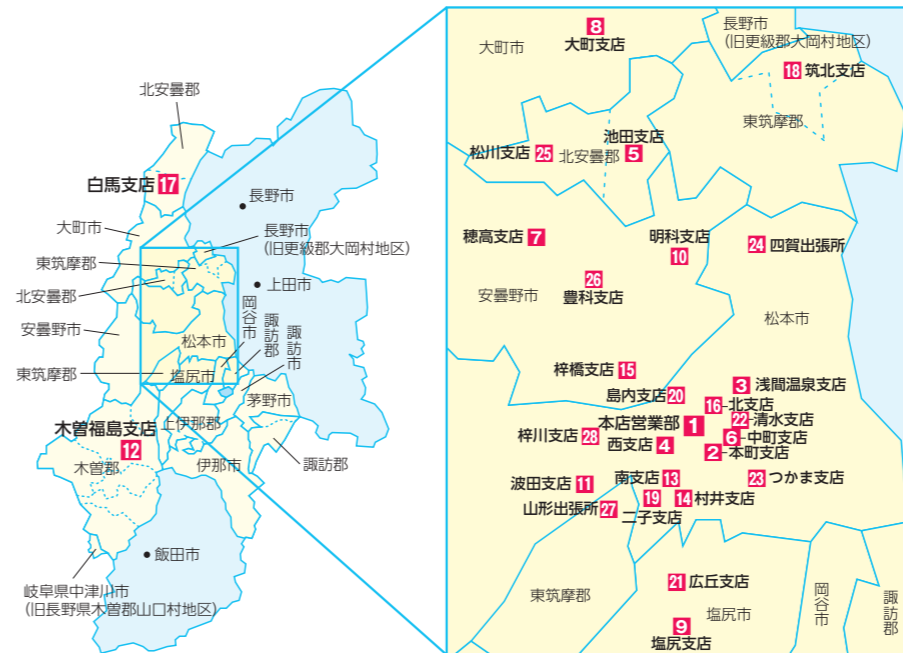 北安曇郡
白馬支店 17
長野市
大町市
長野市
(旧更級郡大岡村地区)
東筑摩郡
北安曇郡
上田市
安曇野市
岡谷市
諏訪郡
諏訪市
松本市
東筑摩郡
塩尻市
茅野市
木曽福島支店
12
上伊那郡
木曽郡
伊那市
諏訪郡
飯田市
岐阜県中津川市
(旧長野県木曽郡山口村地区)
8
大町支店
大町市
長野市
(旧更級郡大岡村地区)
18 筑北支店
東筑摩郡
池田支店
松川支店 25
北安曇郡 5
穂高支店 7
明科支店
10
24 四賀出張所
26
豊科支店
安曇野市
松本市
梓橋支店 15
3 浅間温泉支店
島内支店 20
16 北支店
本店営業部 1
22 清水支店
梓川支店 28
西支店 4
6 中町支店
2 本町支店
波田支店 11
南支店 13
23 つかま支店
山形出張所 27
19
二子支店
14 村井支店
21 広丘支店
東筑摩郡
塩尻市
9
塩尻支店
岡谷市
諏訪郡